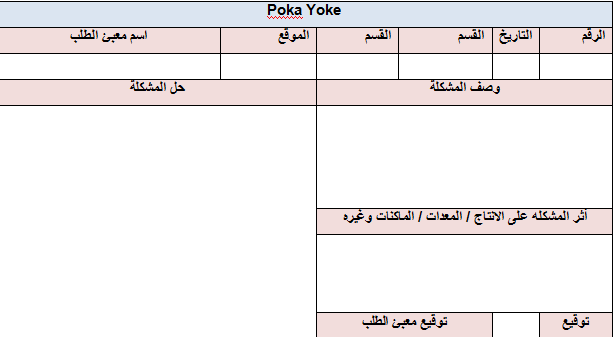 Poka Yoke
الرقم التاريخ القسم القسم الموقع اسم معبئ الطلب
وصف المشكلة حل المشكلة
أثر المشكله على الانتاج / المعدات / الماكنات وغيره
توقيع توقيع معبئ الطلب